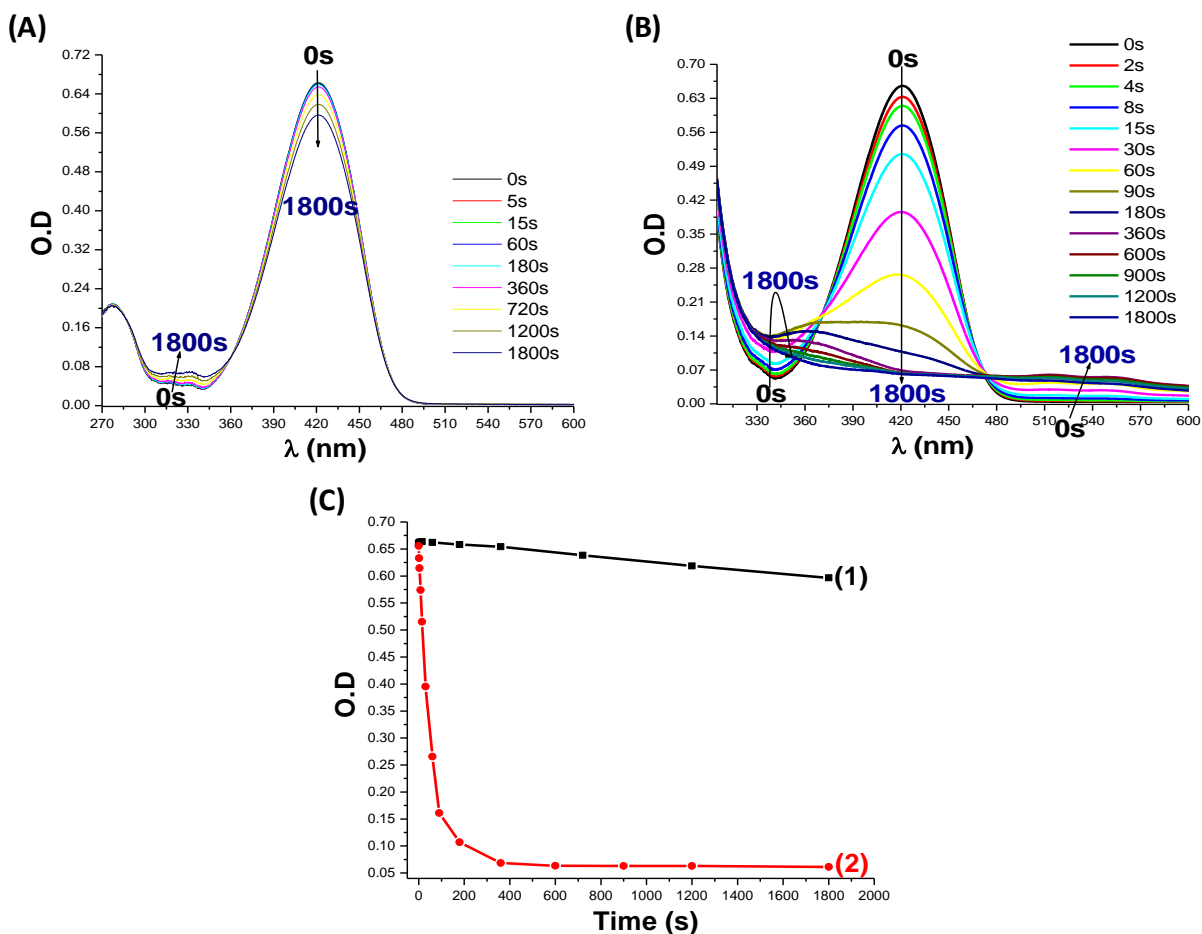 (A)
0s
0.72
0.64
0.56
0.48
0.40
0.32
0.24
0.16
0.08
0.00
O.D
1800s
1800s
0s
0s
5s
15s
60s
180s
360s
720s
1200s
1800s
270 300 330 360 390 420 450 480 510 540 570 600
λ (nm)
(B)
0s
0.70
0.63
0.56
0.49
0.42
0.35
0.28
0.21
0.14
0.07
0.00
O.D
1800s
0s
1800s
1800s
0s
0s
2s
4s
8s
15s
30s
60s
90s
180s
360s
600s
900s
1200s
1800s
330 360 390 420 450 480 510 540 570 600
λ (nm)
(C)
0.70
0.65
0.60
0.55
0.50
0.45
0.40
0.35
0.30
0.25
0.20
0.15
0.10
0.05
O.D
(1)
(2)
0 200 400 600 800 1000 1200 1400 1600 1800 2000
Time (s)